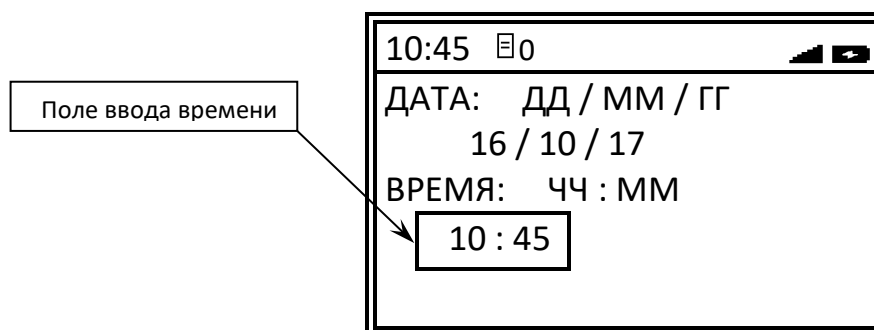 10:45 0
Поле ввода времени
ДАТА: ДД / ММ / ГГ
16 / 10 / 17
ВРЕМЯ: ЧЧ : ММ
10 : 45